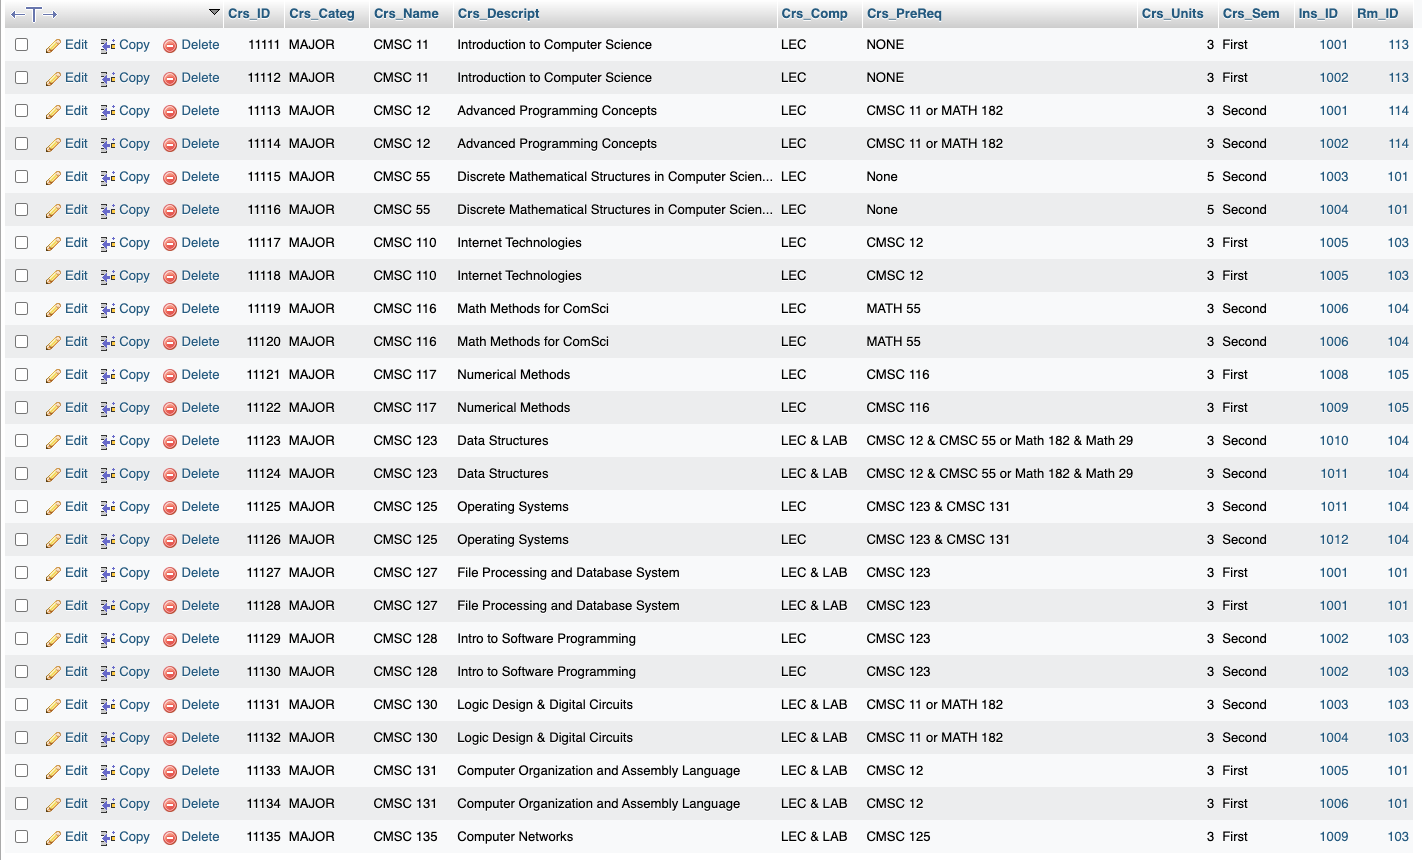 Crs_ID Crs_Categ Crs_Name Crs_Descript Crs_Comp Crs_PreReq Crs_Units Crs_Sem Ins_ID Rm_ID
Edit Copy Delete 11111 MAJOR CMSC 11 Introduction to Computer Science LEC NONE 3 First 1001 113
Edit Copy Delete 11112 MAJOR CMSC 11 Introduction to Computer Science LEC NONE 3 First 1002 113
Edit Copy Delete 11113 MAJOR CMSC 12 Advanced Programming Concepts LEC CMSC 11 or MATH 182 3 Second 1001 114
Edit Copy Delete 11114 MAJOR CMSC 12 Advanced Programming Concepts LEC CMSC 11 or MATH 182 3 Second 1002 114
Edit Copy Delete 11115 MAJOR CMSC 55 Discrete Mathematical Structures in Computer Scien... LEC None 5 Second 1003 101
Edit Copy Delete 11116 MAJOR CMSC 55 Discrete Mathematical Structures in Computer Scien... LEC None 5 Second 1004 101
Edit Copy Delete 11117 MAJOR CMSC 110 Internet Technologies LEC CMSC 12 3 First 1005 103
Edit Copy Delete 11118 MAJOR CMSC 110 Internet Technologies LEC CMSC 12 3 First 1005 103
Edit Copy Delete 11119 MAJOR CMSC 116 Math Methods for ComSci LEC MATH 55 3 Second 1006 104
Edit Copy Delete 11120 MAJOR CMSC 116 Math Methods for ComSci LEC MATH 55 3 Second 1006 104
Edit Copy Delete 11121 MAJOR CMSC 117 Numerical Methods LEC CMSC 116 3 First 1008 105
Edit Copy Delete 11122 MAJOR CMSC 117 Numerical Methods LEC CMSC 116 3 First 1009 105
Edit Copy Delete 11123 MAJOR CMSC 123 Data Structures LEC & LAB CMSC 12 & CMSC 55 or Math 182 & Math 29 3 Second 1010 104
Edit Copy Delete 11124 MAJOR CMSC 123 Data Structures LEC & LAB CMSC 12 & CMSC 55 or Math 182 & Math 29 3 Second 1011 104
Edit Copy Delete 11125 MAJOR CMSC 125 Operating Systems LEC CMSC 123 & CMSC 131 3 Second 1011 104
Edit Copy Delete 11126 MAJOR CMSC 125 Operating Systems LEC CMSC 123 & CMSC 131 3 Second 1012 104
Edit Copy Delete 11127 MAJOR CMSC 127 File Processing and Database System LEC & LAB CMSC 123 3 First 1001 101
Edit Copy Delete 11128 MAJOR CMSC 127 File Processing and Database System LEC & LAB CMSC 123 3 First 1001 101
Edit Copy Delete 11129 MAJOR CMSC 128 Intro to Software Programming LEC CMSC 123 3 Second 1002 103
Edit Copy Delete 11130 MAJOR CMSC 128 Intro to Software Programming LEC CMSC 123 3 Second 1002 103
Edit Copy Delete 11131 MAJOR CMSC 130 Logic Design & Digital Circuits LEC & LAB CMSC 11 or MATH 182 3 Second 1003 103
Edit Copy Delete 11132 MAJOR CMSC 130 Logic Design & Digital Circuits LEC & LAB CMSC 11 or MATH 182 3 Second 1004 103
Edit Copy Delete 11133 MAJOR CMSC 131 Computer Organization and Assembly Language LEC & LAB CMSC 12 3 First 1005 101
Edit Copy Delete 11134 MAJOR CMSC 131 Computer Organization and Assembly Language LEC & LAB CMSC 12 3 First 1006 101
Edit Copy Delete 11135 MAJOR CMSC 135 Computer Networks LEC & LAB CMSC 125 3 First 1009 103